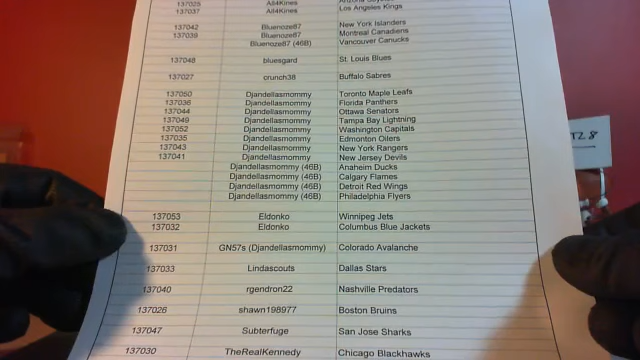 137025 All4Kines Arizona Coyotes
137037 All4Kines Los Angeles Kings
137042 Bluenoze87 New York Islanders
137039 Bluenoze87 Montreal Canadiens
Bluenoze87 (46B) Vancouver Canucks
137048 bluesgard St. Louis Blues
137027 crunch38 Buffalo Sabres
137050 Djandellasmommy Toronto Maple Leafs
137036 Djandellasmommy Florida Panthers
137044 Djandellasmommy Ottawa Senators
137049 Djandellasmommy Tampa Bay Lightning
137052 Djandellasmommy Washington Capitals
137035 Djandellasmommy Edmonton Oilers
137043 Djandellasmommy New York Rangers
137041 Djandellasmommy New Jersey Devils
Djandellasmommy (46B) Anaheim Ducks
Djandellasmommy (46B) Calgary Flames
Djandellasmommy (46B) Detroit Red Wings
Djandellasmommy (46B) Philadelphia Flyers
137053 Eldonko Winnipeg Jets
137032 Eldonko Columbus Blue Jackets
137031 GN57s (Djandellasmommy) Colorado Avalanche
137033 Lindascouts Dallas Stars
137040 rgendron22 Nashville Predators
137026 shawn198977 Boston Bruins
137047 Subterfuge San Jose Sharks
137030 TheRealKennedy Chicago Blackhawks